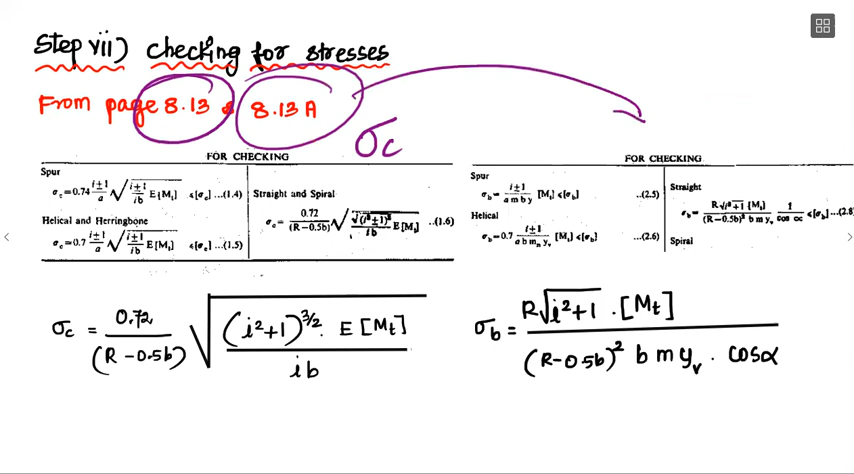 Step vii) Checking for stresses
From page 8.13 & 8.13 A
σc
FOR CHECKING
Spur
σc = 0.74 (i±1)/a √((i±1)/(ib) E [Mt]) ≤[σc] ...(1.4)
Helical and Herringbone
σc = 0.7 (i±1)/a √((i±1)/(ib) E [Mt]) ≤[σc] ...(1.5)
Straight and Spiral
σc = 0.72/(R−0.5b) √(√(i²±1)³/(ib) E [Mt]) ...(1.6)
FOR CHECKING
Spur
σb = (i±1)/(a m b y) [Mt] ≤[σb] ...(2.5)
Helical
σb = 0.7 (i±1)/(a b mn yv) [Mt] ≤[σb] ...(2.6)
Straight
σb = R√(i²+1) [Mt]/((R−0.5b)² b m yv) 1/(cos α) ≤[σb] ...(2.8
Spiral
σc = 0.72/(R − 0.5b) √((i²+1)^3/2 . E [Mt]/(ib))
σb = R√(i²+1) . [Mt]/((R−0.5b)² b m yv . cosα)